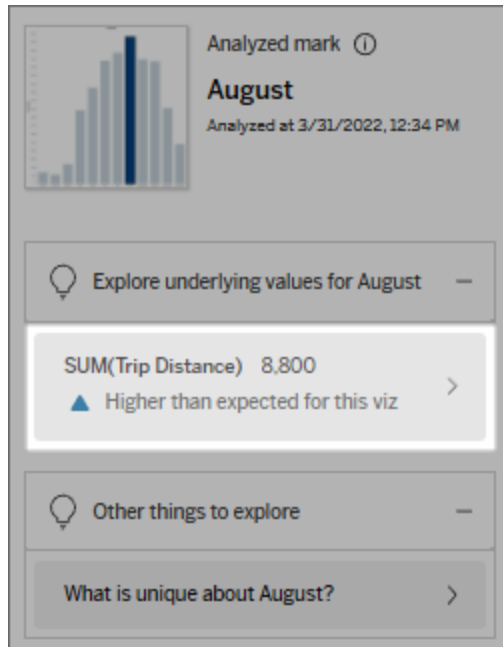 Analyzed mark
August
Analyzed at 3/31/2022, 12:34 PM
Explore underlying values for August
SUM(Trip Distance) 8,800
Higher than expected for this viz
Other things to explore
What is unique about August?